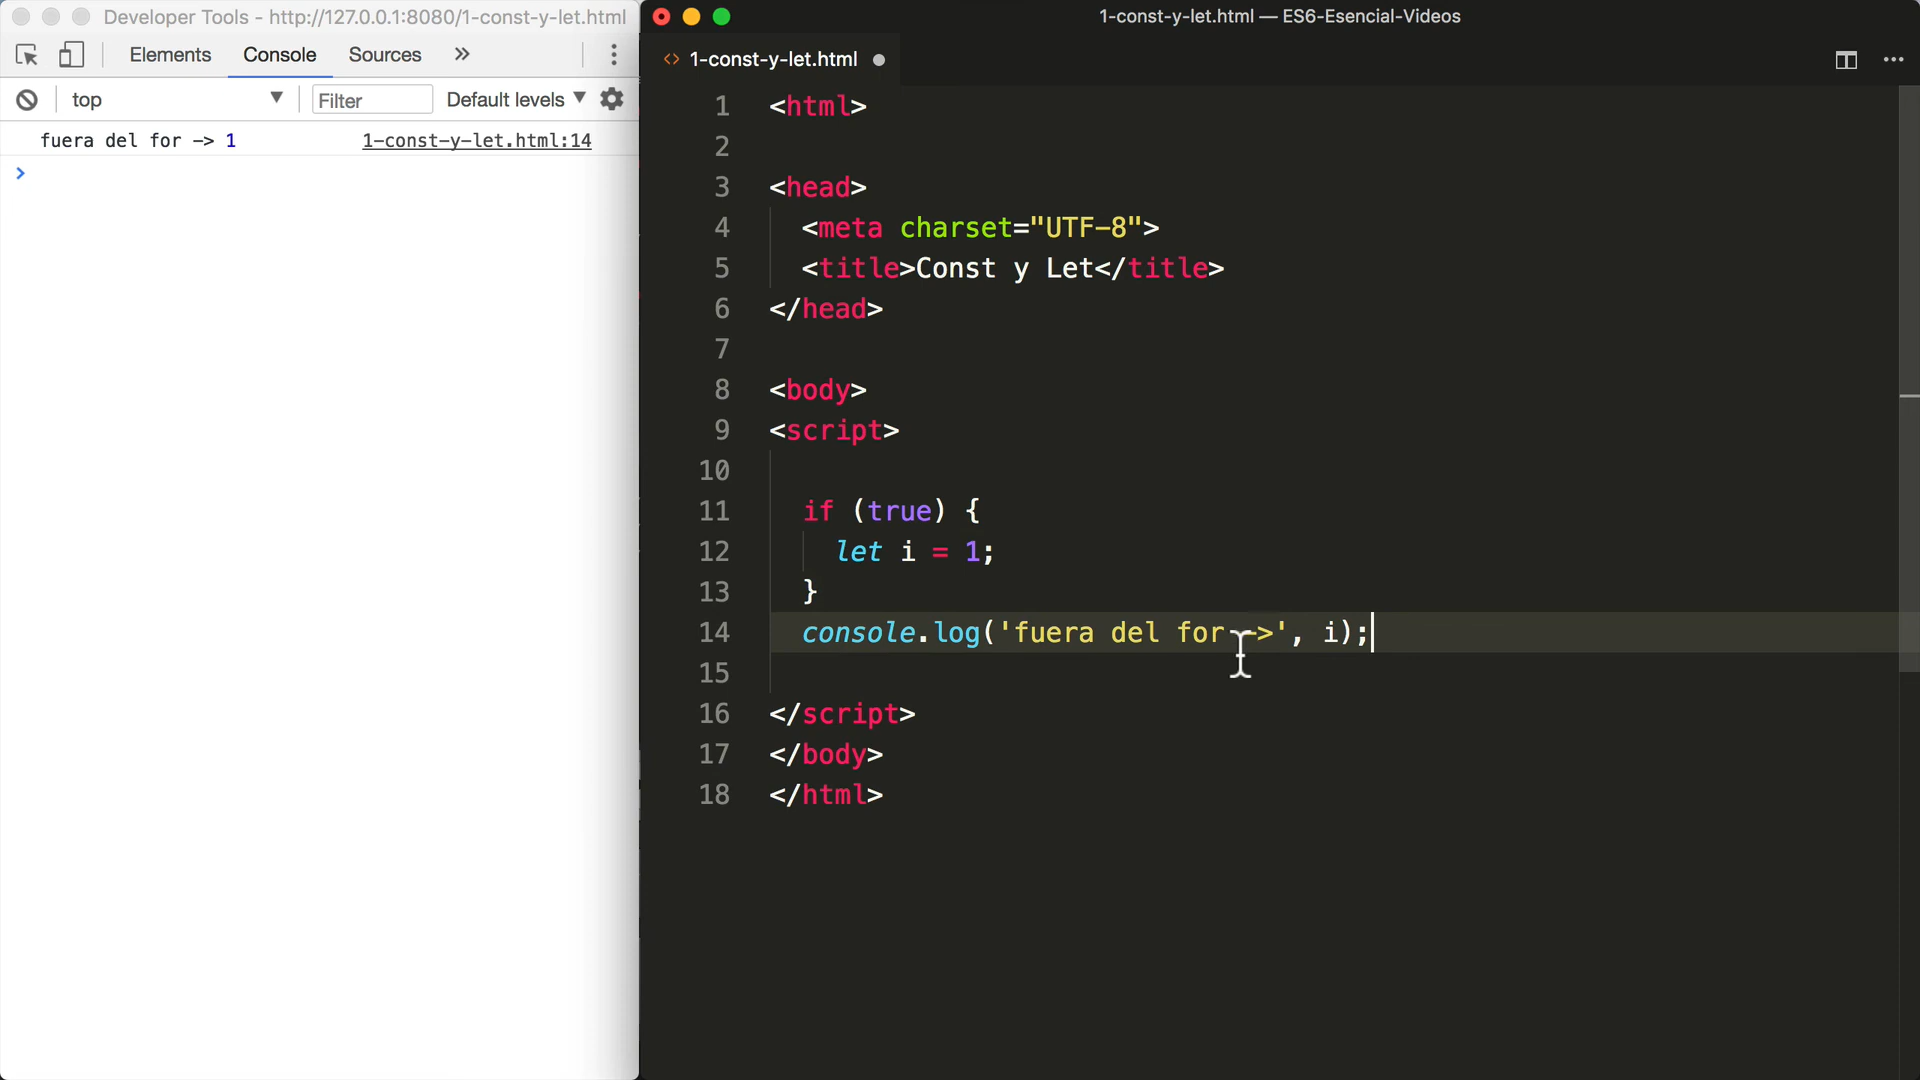 Developer Tools - http://127.0.0.1:8080/1-const-y-let.html
Elements Console Sources »
top Filter Default levels
fuera del for -> 1 1-const-y-let.html:14
>
1-const-y-let.html — ES6-Esencial-Videos
<> 1-const-y-let.html
1 <html>
2
3 <head>
4 <meta charset="UTF-8">
5 <title>Const y Let</title>
6 </head>
7
8 <body>
9 <script>
10
11 if (true) {
12 let i = 1;
13 }
14 console.log('fuera del for ->', i);
15
16 </script>
17 </body>
18 </html>